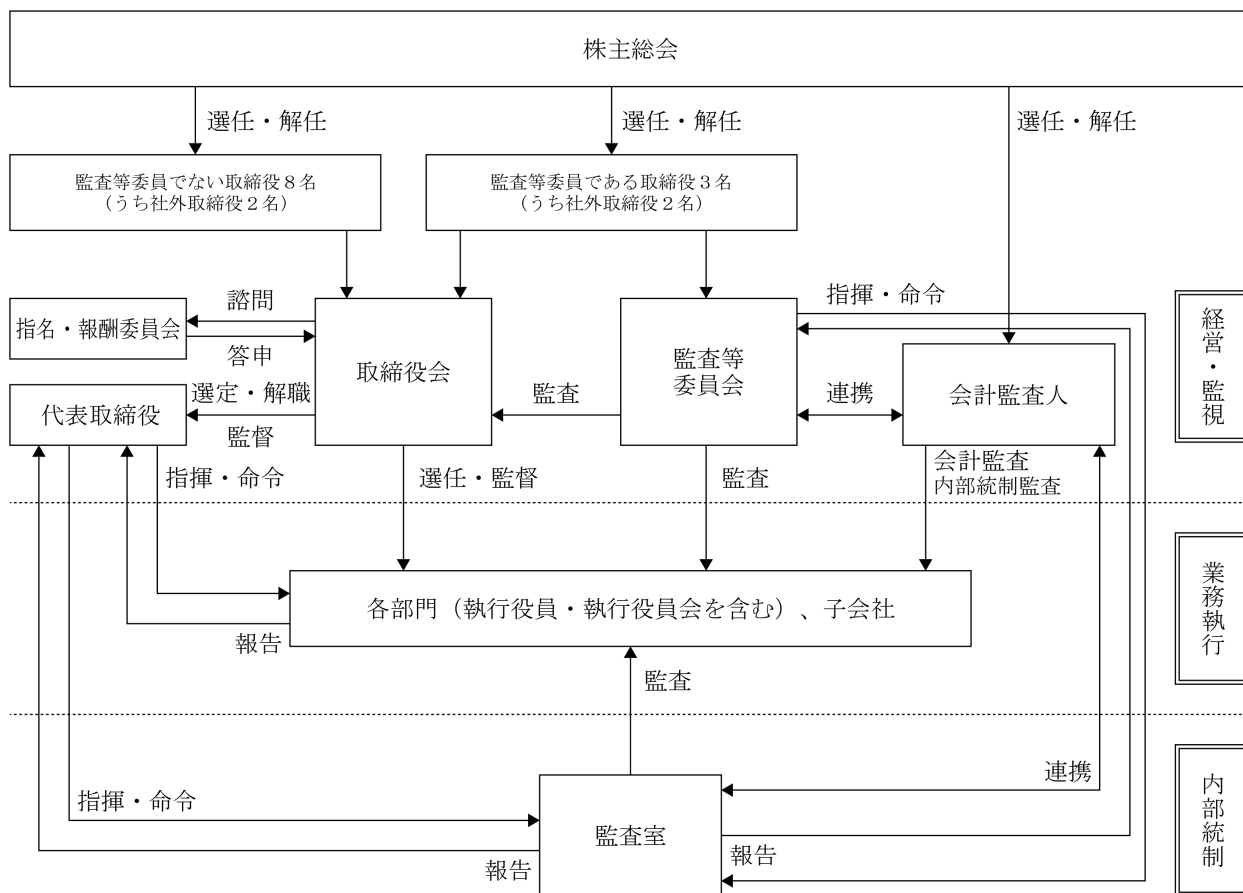 株主総会
選任・解任
選任・解任
選任・解任
監査等委員でない取締役８名
（うち社外取締役２名）
監査等委員である取締役３名
（うち社外取締役２名）
指名・報酬委員会
諮問
答申
取締役会
監査等
委員会
指揮・命令
会計監査人
経営・監視
代表取締役
選定・解職
監督
監査
連携
指揮・命令
選任・監督
監査
会計監査
内部統制監査
各部門（執行役員・執行役員会を含む）、子会社
報告
業務執行
監査
連携
指揮・命令
監査室
報告
報告
内部統制